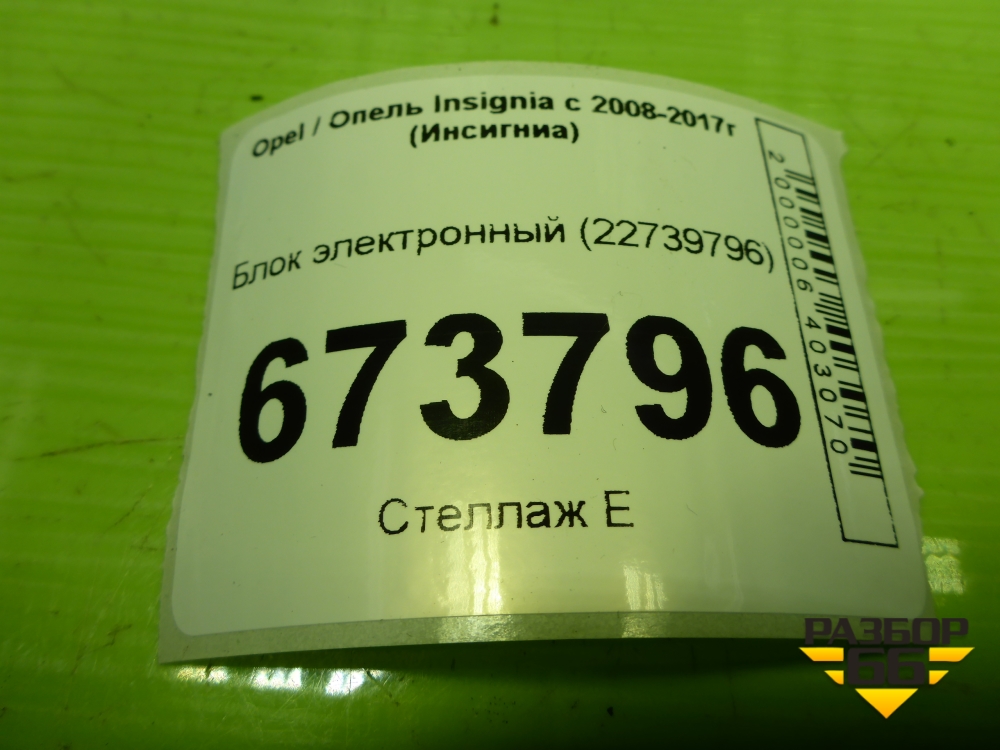 Opel / Опель Insignia с 2008-2017г
(Инсигниа)
Блок электронный (22739796)
673796
Стеллаж Е
2000006403070
РАЗБОР
66